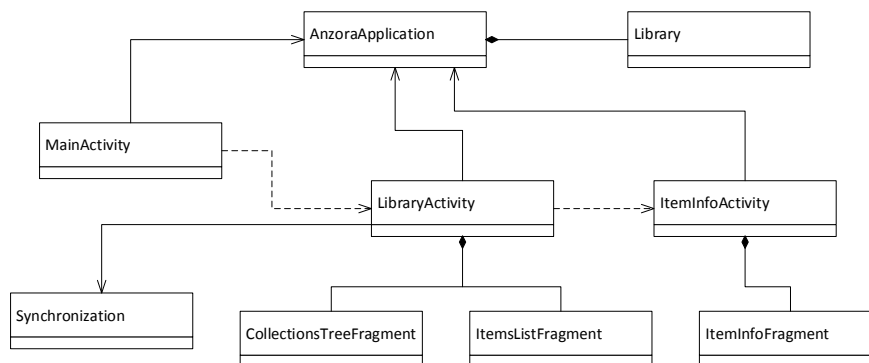 AnzoraApplication
Library
MainActivity
LibraryActivity
ItemInfoActivity
Synchronization
CollectionsTreeFragment
ItemsListFragment
ItemInfoFragment